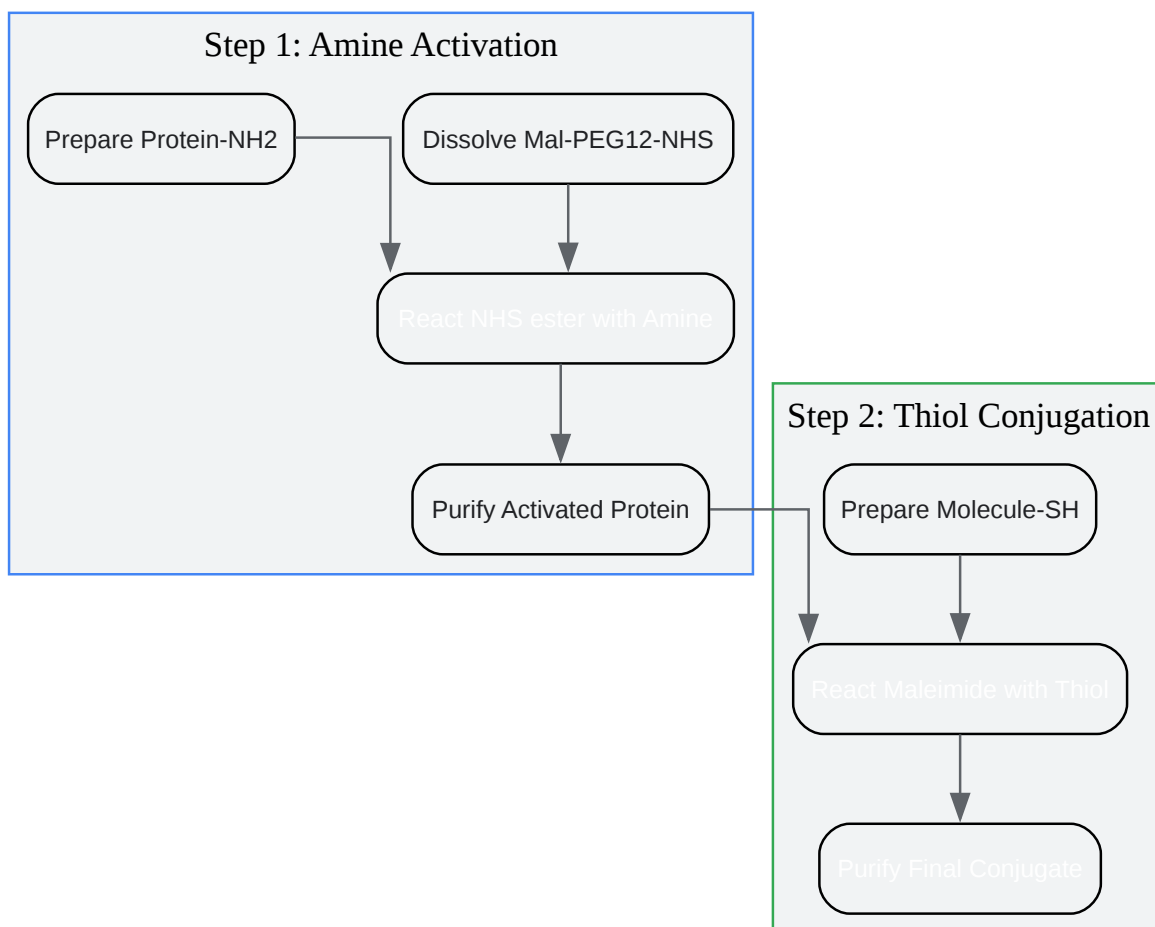 Step 1: Amine Activation
Prepare Protein-NH2
Dissolve Mal-PEG12-NHS
React NHS ester with Amine
Purify Activated Protein
Step 2: Thiol Conjugation
Prepare Molecule-SH
React Maleimide with Thiol
Purify Final Conjugate